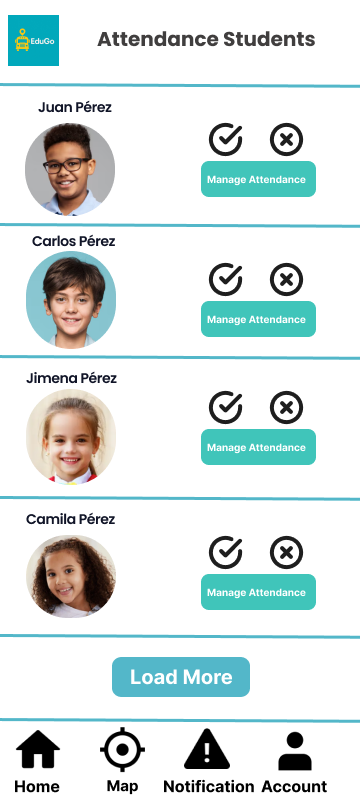 EduGo
Attendance Students
Juan Pérez
Manage Attendance
Carlos Pérez
Manage Attendance
Jimena Pérez
Manage Attendance
Camila Pérez
Manage Attendance
Load More
Home
Map
Notification
Account